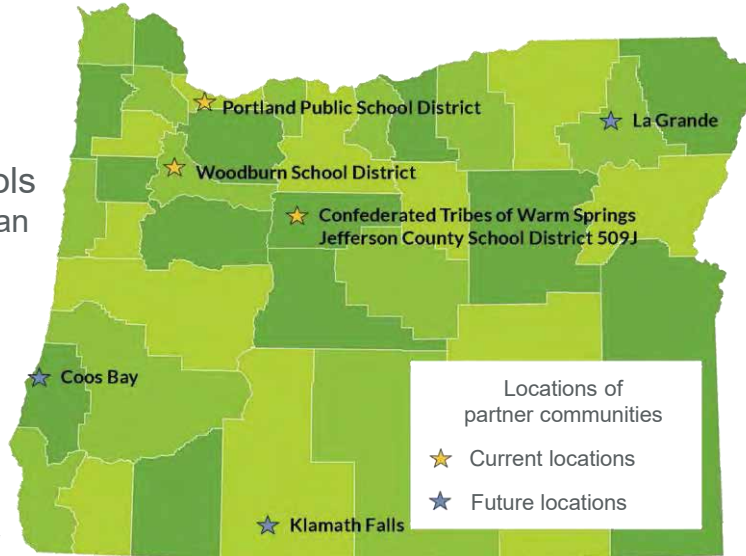 Portland Public School District
La Grande
Woodburn School District
Confederated Tribes of Warm Springs
Jefferson County School District 509J
Coos Bay
Klamath Falls
Locations of
partner communities
Current locations
Future locations